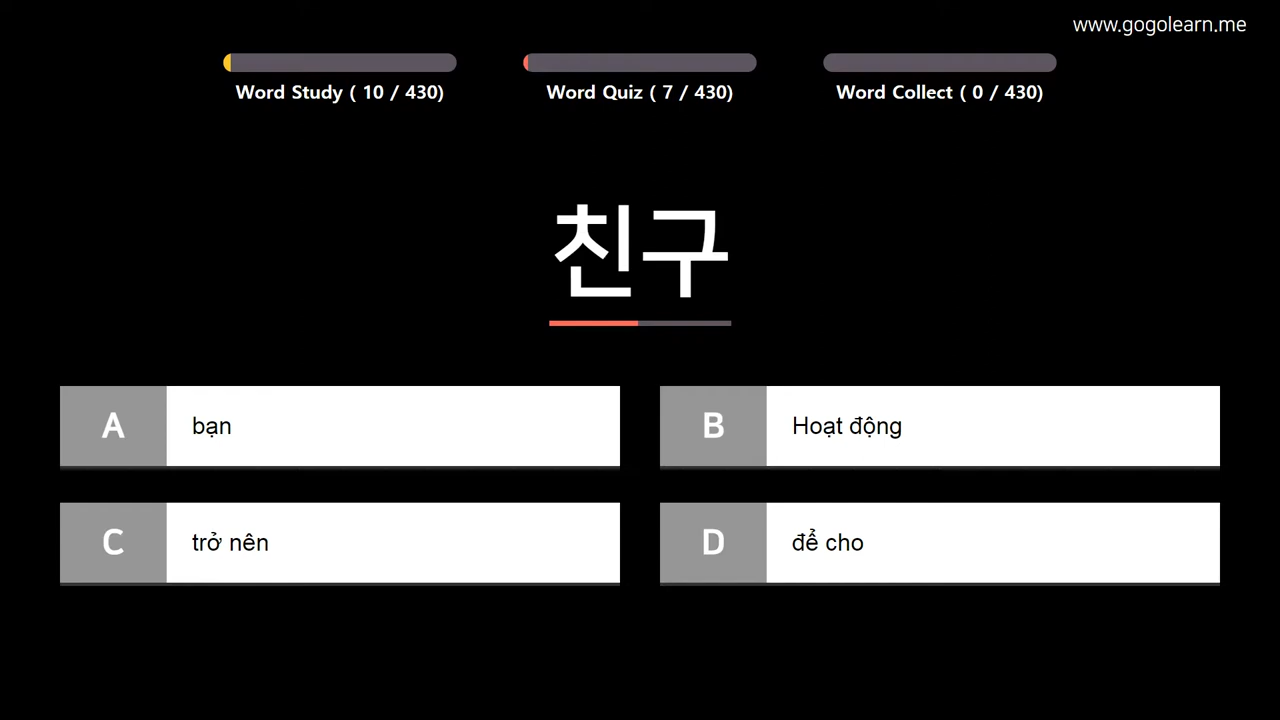 www.gogolearn.me
Word Study ( 10 / 430)
Word Quiz ( 7 / 430)
Word Collect ( 0 / 430)
친구
A bạn
B Hoạt động
C trở nên
D để cho